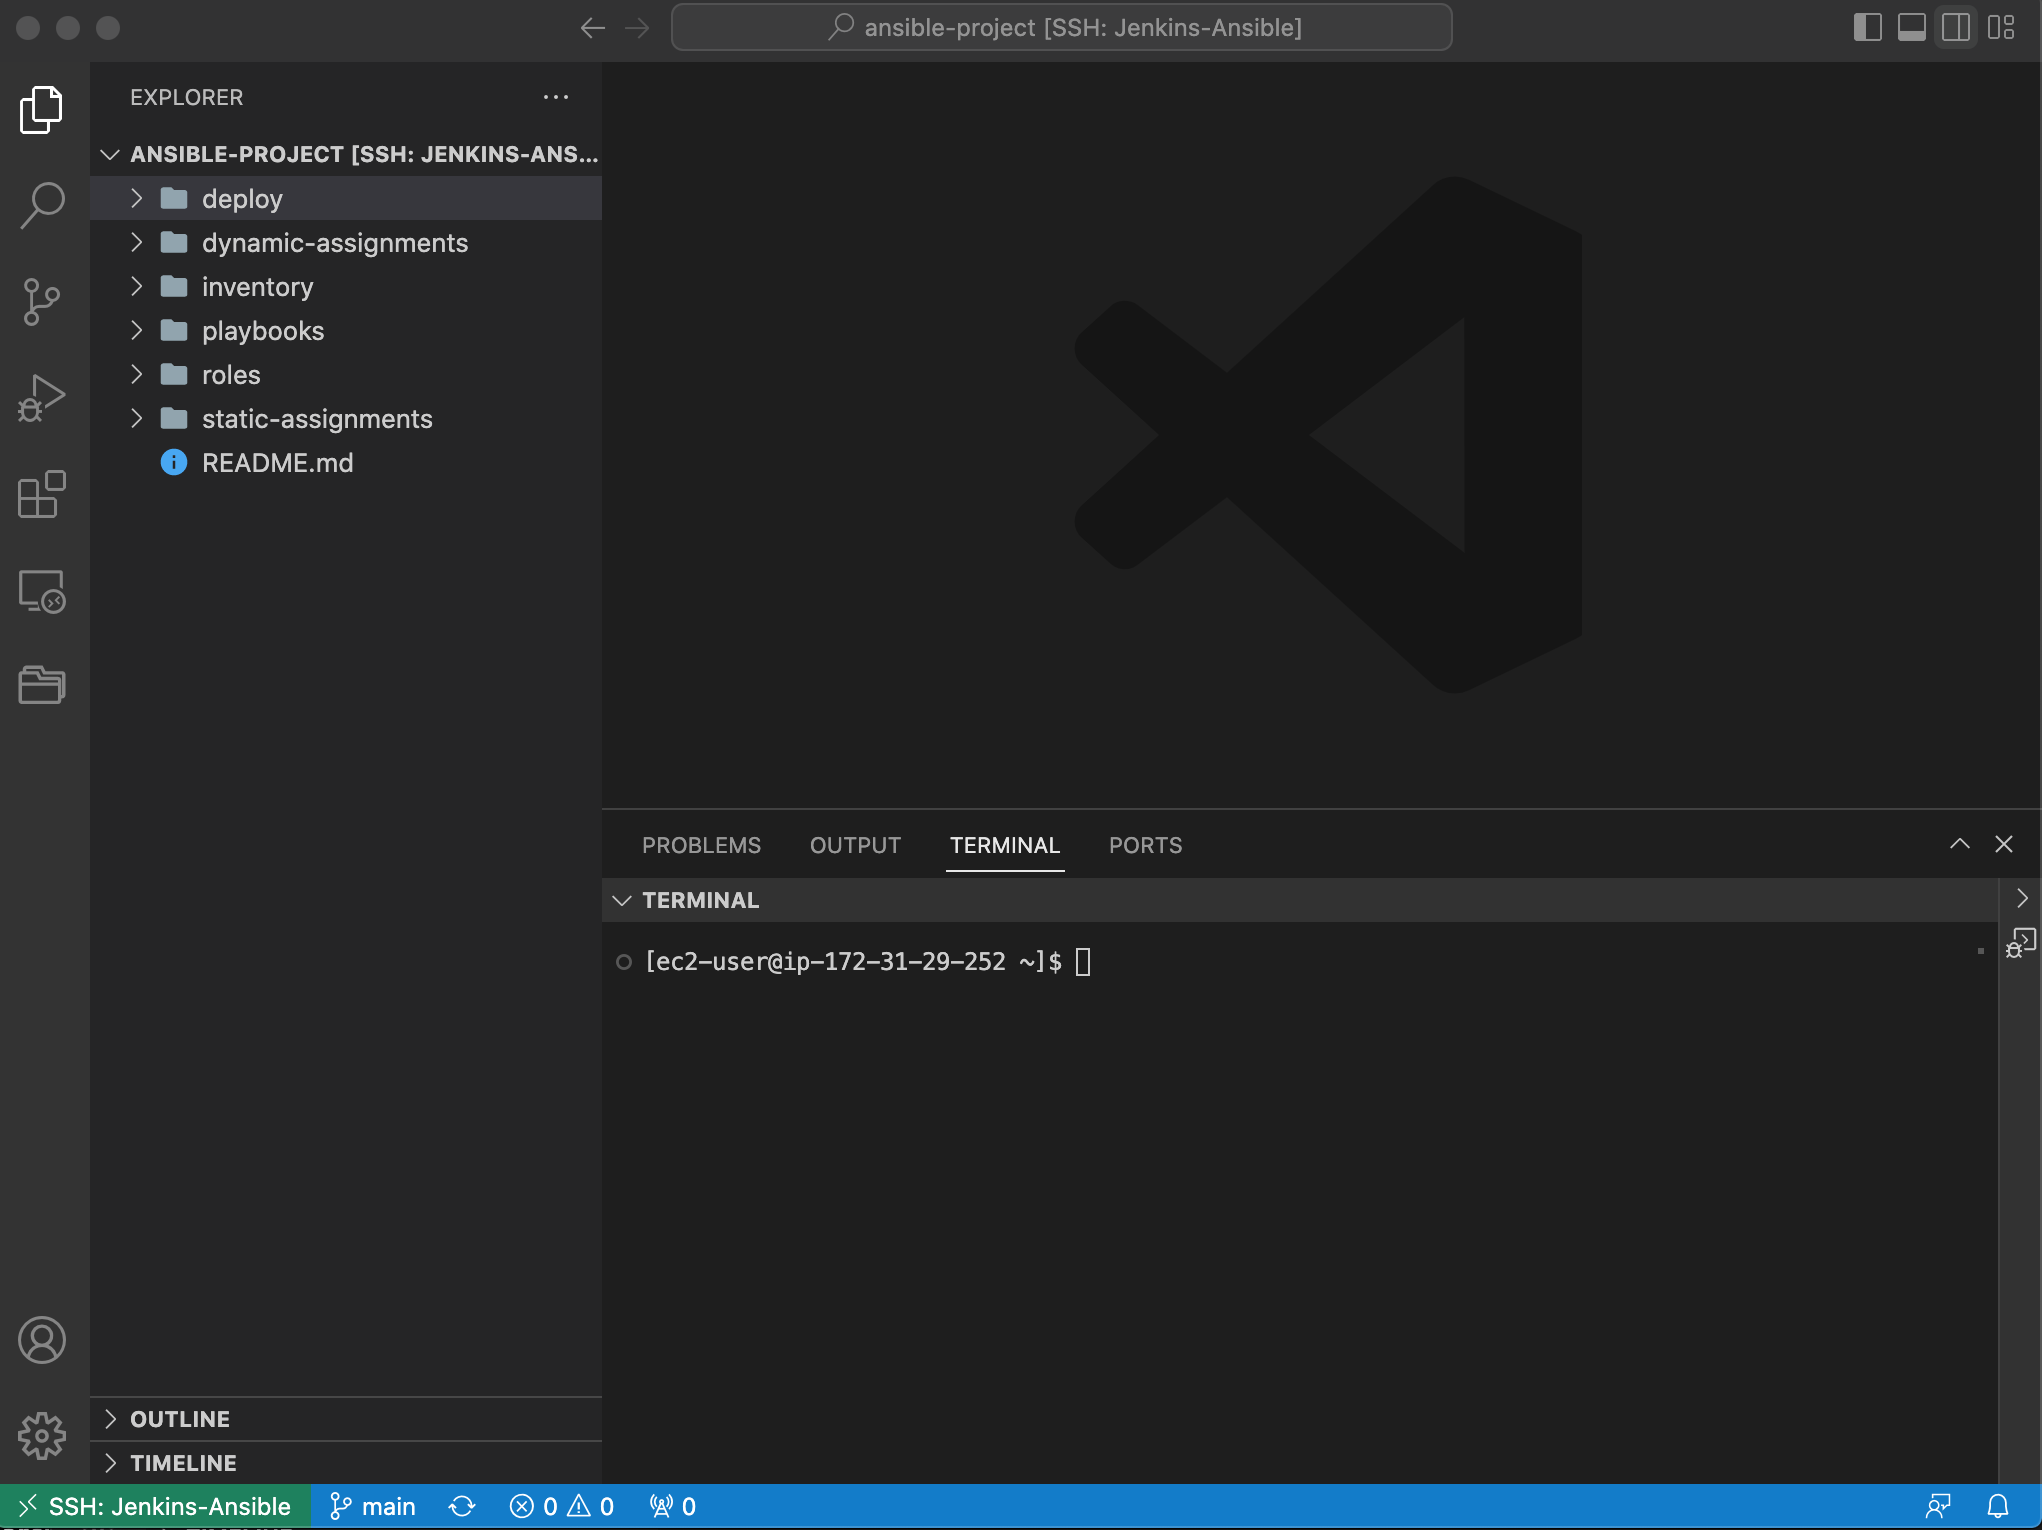 ansible-project [SSH: Jenkins-Ansible]
EXPLORER
ANSIBLE-PROJECT [SSH: JENKINS-ANS...
deploy
dynamic-assignments
inventory
playbooks
roles
static-assignments
README.md
PROBLEMS OUTPUT TERMINAL PORTS
TERMINAL
[ec2-user@ip-172-31-29-252 ~]$
OUTLINE
TIMELINE
SSH: Jenkins-Ansible main 0 0 0